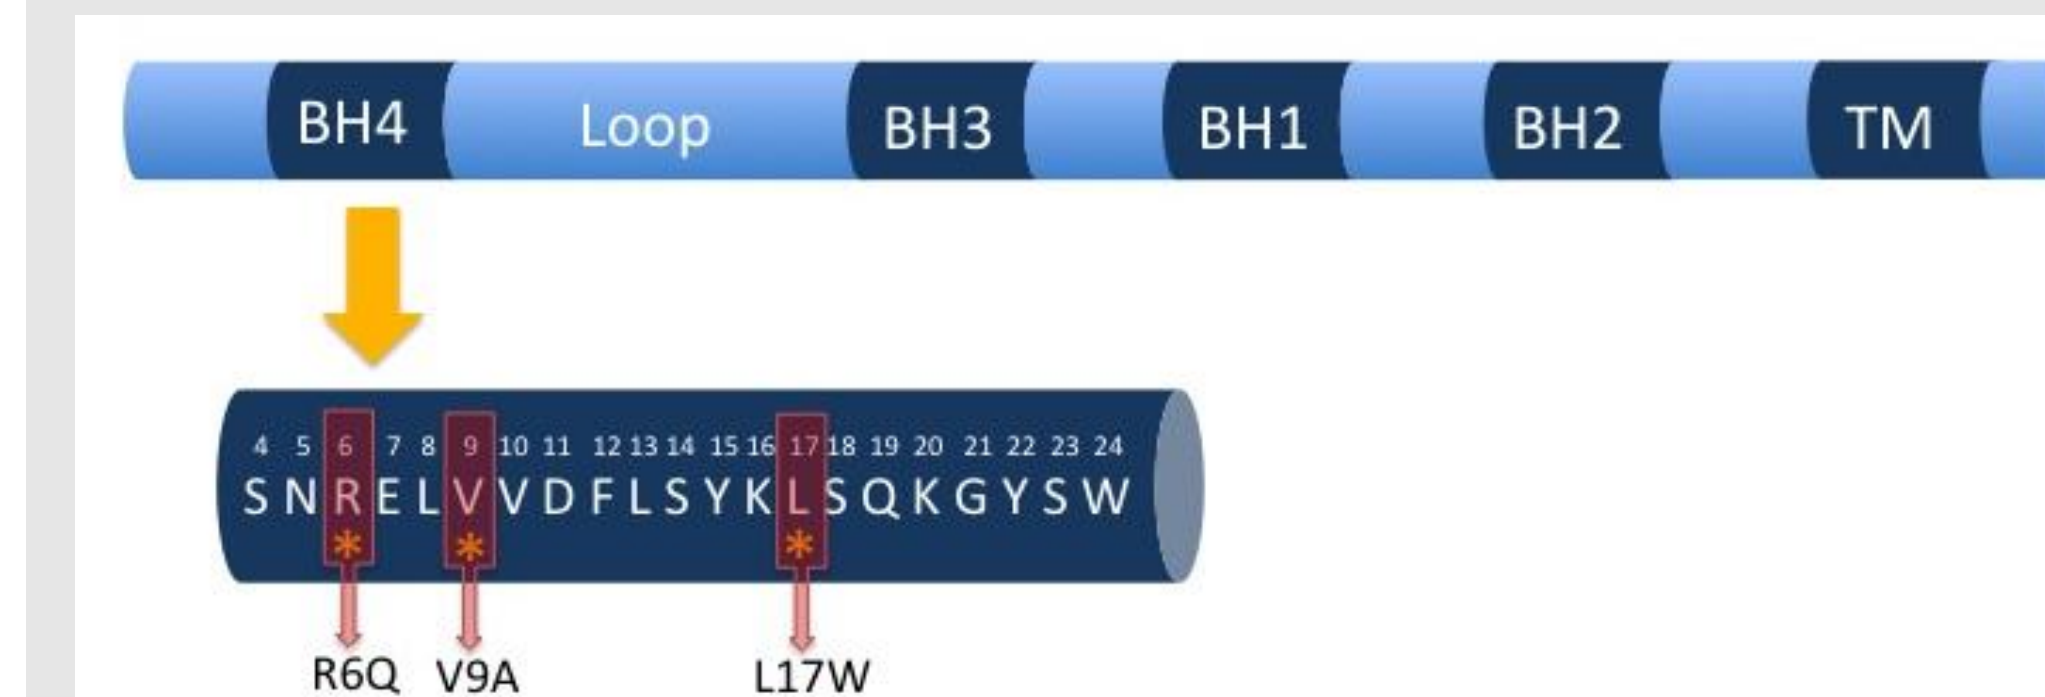 BH4 Loop BH3 BH1 BH2 TM
4 5 6 7 8 9 10 11 12 13 14 15 16 17 18 19 20 21 22 23 24
S N R E L V V D F L S Y K L S Q K G Y S W
* * *
R6Q V9A L17W